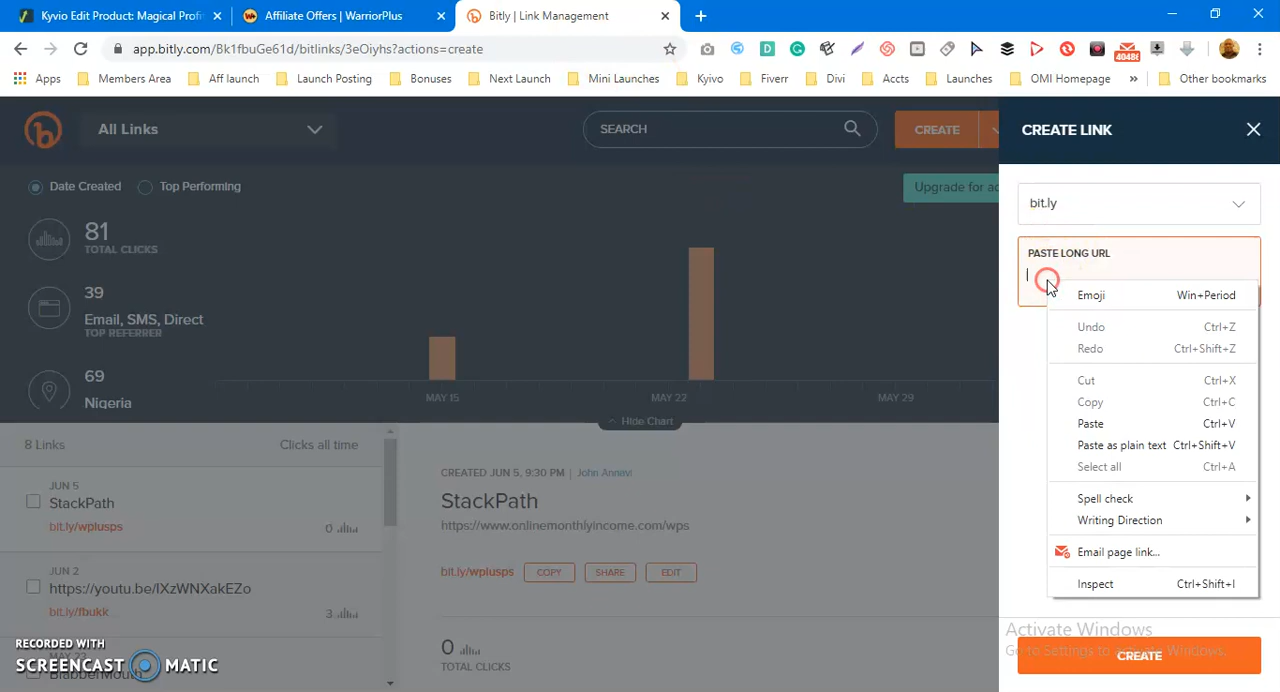 Kyvio Edit Product: Magical Profi
Affiliate Offers | WarriorPlus
Bitly | Link Management
app.bitly.com/Bk1fbuGe61d/bitlinks/3eOiyhs?actions=create
40486
Apps
Members Area
Aff launch
Launch Posting
Bonuses
Next Launch
Mini Launches
Kyivo
Fiverr
Divi
Accts
Launches
OMI Homepage
»
Other bookmarks
All Links
SEARCH
CREATE
CREATE LINK
Date Created
Top Performing
Upgrade for ac
bit.ly
81
TOTAL CLICKS
PASTE LONG URL
39
Email, SMS, Direct
TOP REFERRER
69
Nigeria
MAY 15
MAY 22
MAY 29
Hide Chart
Emoji Win+Period
Undo Ctrl+Z
Redo Ctrl+Shift+Z
Cut Ctrl+X
Copy Ctrl+C
Paste Ctrl+V
Paste as plain text Ctrl+Shift+V
Select all Ctrl+A
Spell check
Writing Direction
Email page link...
Inspect Ctrl+Shift+I
8 Links
Clicks all time
JUN 5
StackPath
bit.ly/wplusps
0
JUN 2
https://youtu.be/lXzWNXakEZo
bit.ly/fbukk
3
BlabberMouth
CREATED JUN 5, 9:30 PM | John Annavi
StackPath
https://www.onlinemonthlyincome.com/wps
bit.ly/wplusps
COPY
SHARE
EDIT
0
TOTAL CLICKS
Activate Windows
Go to Settings to activate Windows.
CREATE
RECORDED WITH
SCREENCAST MATIC